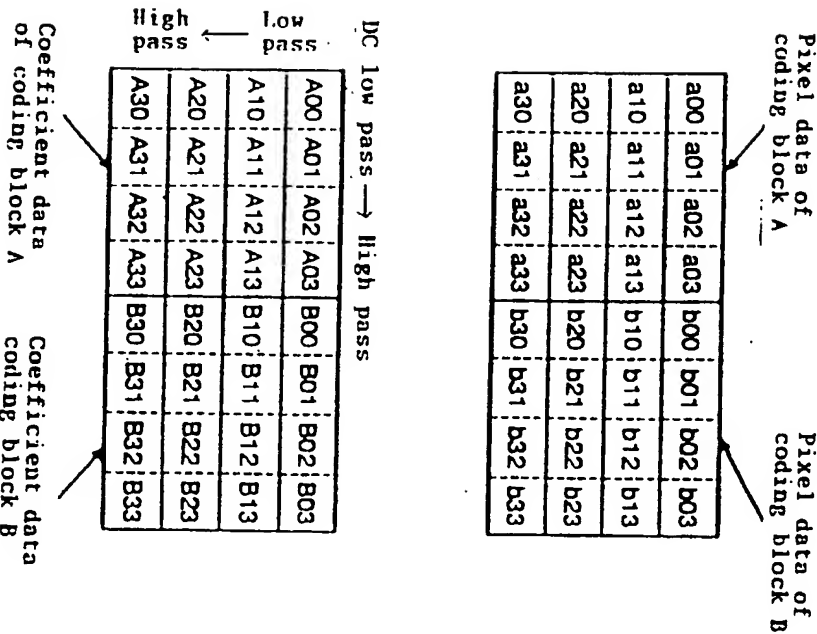 Pixel data of
coding block A
Pixel data of
coding block B
a00 a01 a02 a03 b00 b01 b02 b03
a10 a11 a12 a13 b10 b11 b12 b13
a20 a21 a22 a23 b20 b21 b22 b23
a30 a31 a32 a33 b30 b31 b32 b33
DC low pass → High pass
High ← Low
pass pass
A00 A01 A02 A03 B00 B01 B02 B03
A10 A11 A12 A13 B10 B11 B12 B13
A20 A21 A22 A23 B20 B21 B22 B23
A30 A31 A32 A33 B30 B31 B32 B33
Coefficient data
of coding block A
Coefficient data
coding block B